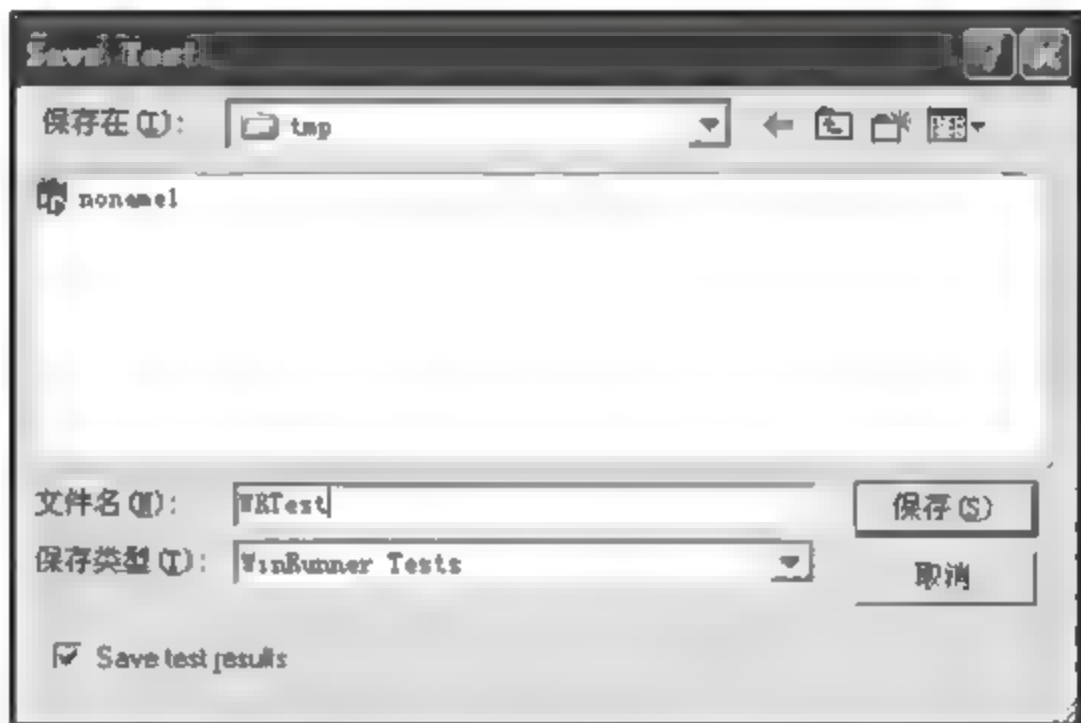 Save Test
保存在(I):
tmp
noname1
文件名(N):
WRTest
保存(S)
保存类型(T):
WinRunner Tests
取消
Save test results